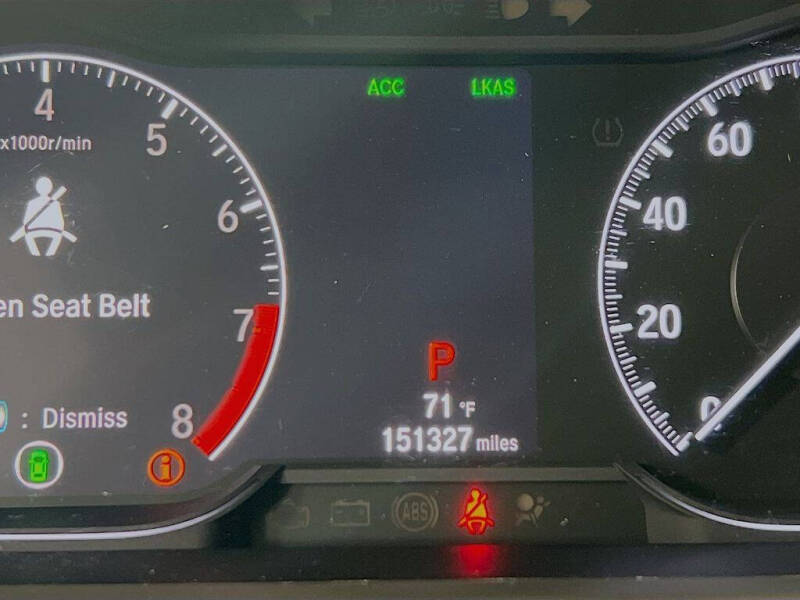 ACC LKAS
4
5
x1000r/min
6
en Seat Belt
7
: Dismiss
8
P
71 °F
151327 miles
60
40
20
0
ABS